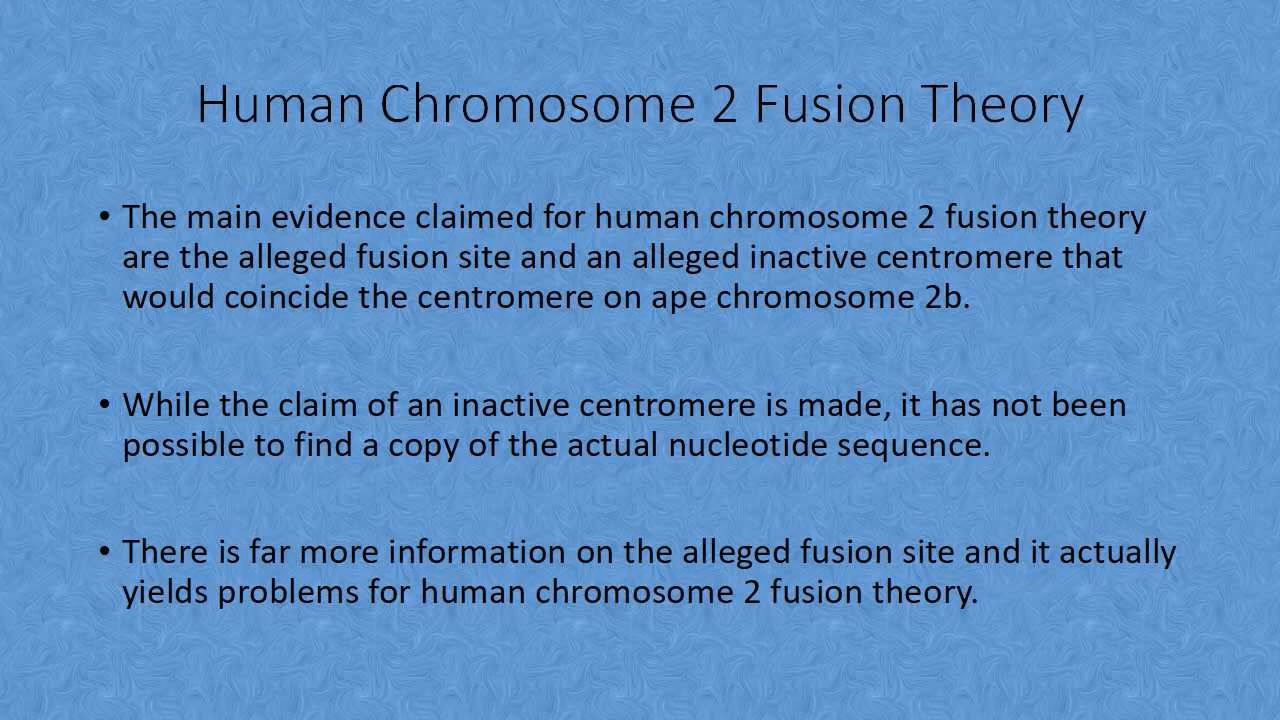 Human Chromosome 2 Fusion Theory
• The main evidence claimed for human chromosome 2 fusion theory
are the alleged fusion site and an alleged inactive centromere that
would coincide the centromere on ape chromosome 2b.
• While the claim of an inactive centromere is made, it has not been
possible to find a copy of the actual nucleotide sequence.
• There is far more information on the alleged fusion site and it actually
yields problems for human chromosome 2 fusion theory.